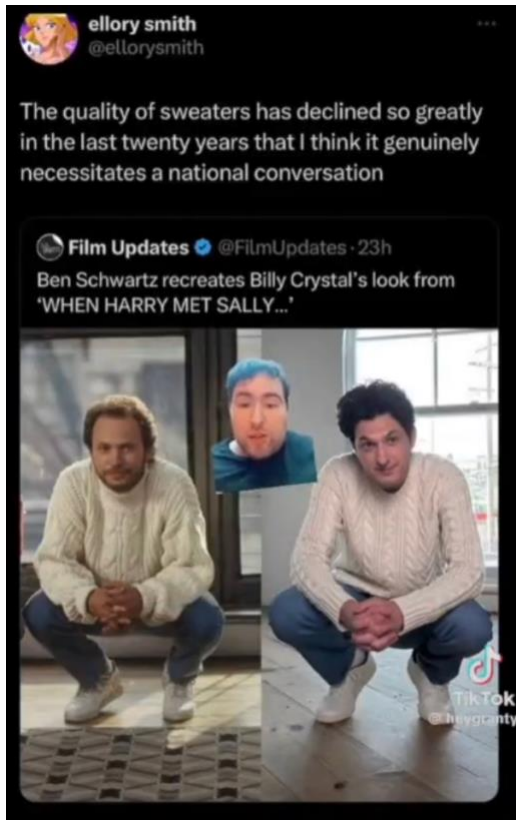 ellory smith
@ellorysmith
The quality of sweaters has declined so greatly
in the last twenty years that I think it genuinely
necessitates a national conversation
Film Updates @FilmUpdates · 23h
Ben Schwartz recreates Billy Crystal's look from
'WHEN HARRY MET SALLY...'
TikTok
@heygranty